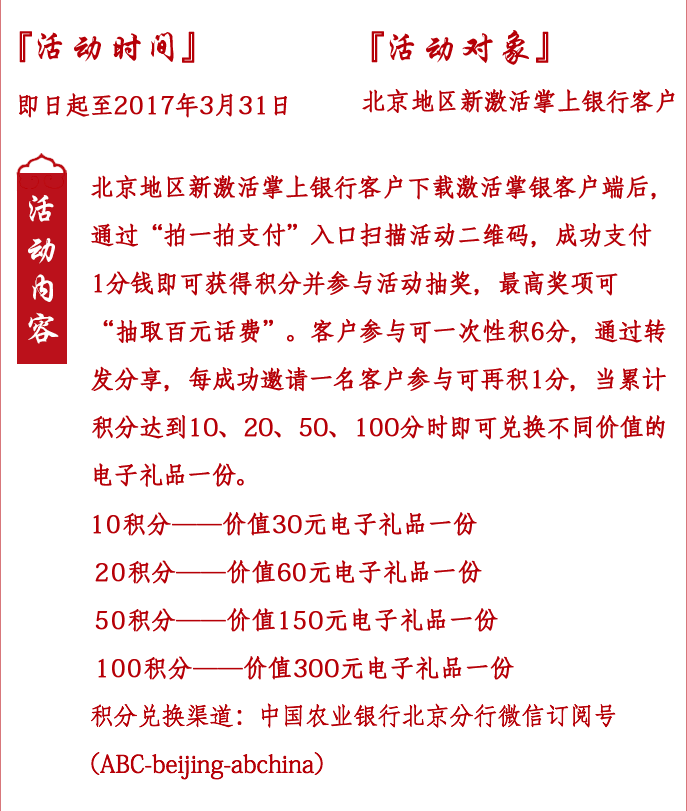 『活动时间』
即日起至2017年3月31日
『活动对象』
北京地区新激活掌上银行客户
活动内容
北京地区新激活掌上银行客户下载激活掌银客户端后，
通过“拍一拍支付”入口扫描活动二维码，成功支付
1分钱即可获得积分并参与活动抽奖，最高奖项可
“抽取百元话费”。客户参与可一次性积6分，通过转
发分享，每成功邀请一名客户参与可再积1分，当累计
积分达到10、20、50、100分时即可兑换不同价值的
电子礼品一份。
10积分——价值30元电子礼品一份
20积分——价值60元电子礼品一份
50积分——价值150元电子礼品一份
100积分——价值300元电子礼品一份
积分兑换渠道：中国农业银行北京分行微信订阅号
(ABC-beijing-abchina)